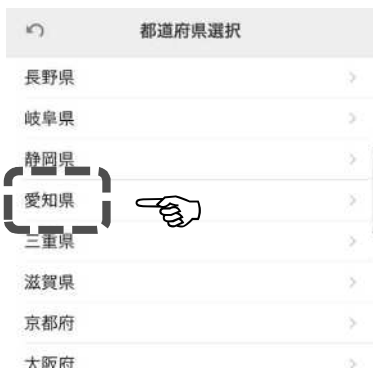 都道府県選択
長野県
岐阜県
静岡県
愛知県
三重県
滋賀県
京都府
大阪府